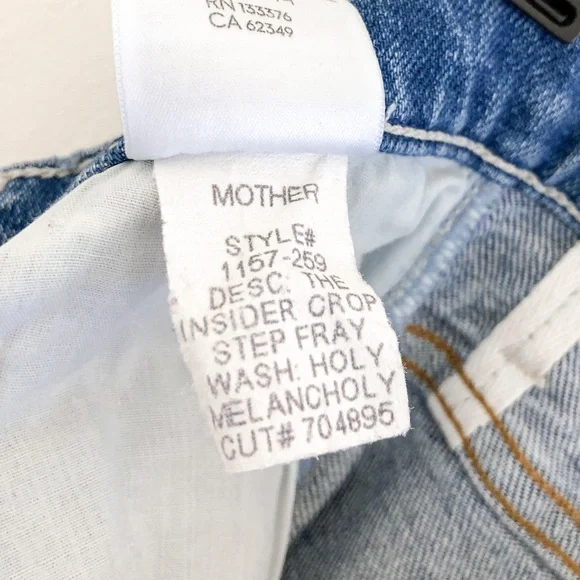 RN 133376
CA 62349
MOTHER
STYLE#
1157-259
DESC: THE
INSIDER CROP
STEP FRAY
WASH: HOLY
MELANCHOLY
CUT# 704895